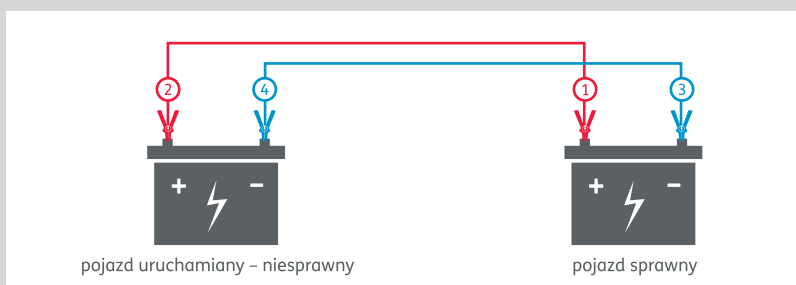 2 4 1 3
+ − + −
pojazd uruchamiany – niesprawny pojazd sprawny